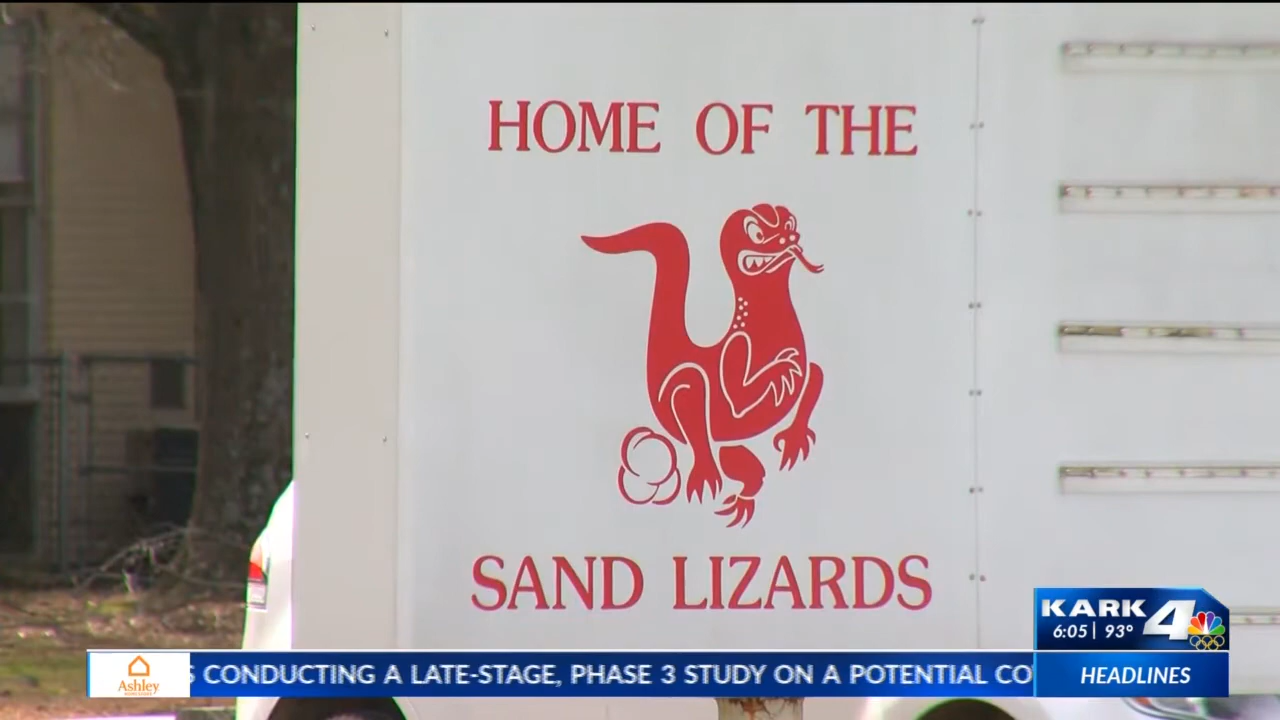 HOME OF THE
SAND LIZARDS
KARK 4
6:05 | 93°
Ashley
HOMESTORE
S CONDUCTING A LATE-STAGE, PHASE 3 STUDY ON A POTENTIAL CO
HEADLINES